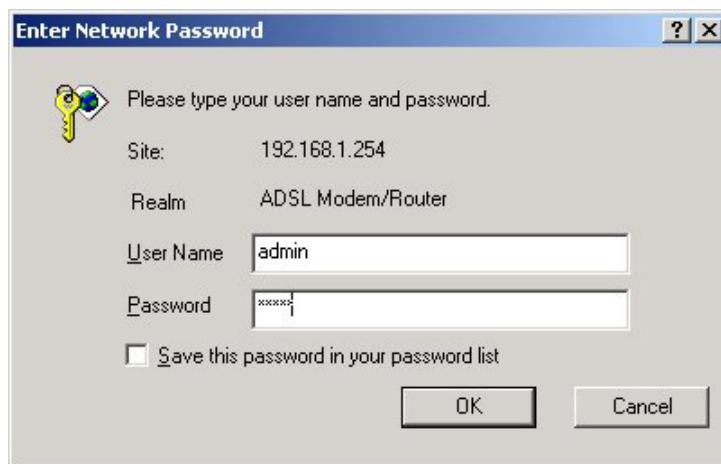 Enter Network Password
Please type your user name and password.
Site: 192.168.1.254
Realm ADSL Modem/Router
User Name admin
Password *****
Save this password in your password list
OK Cancel